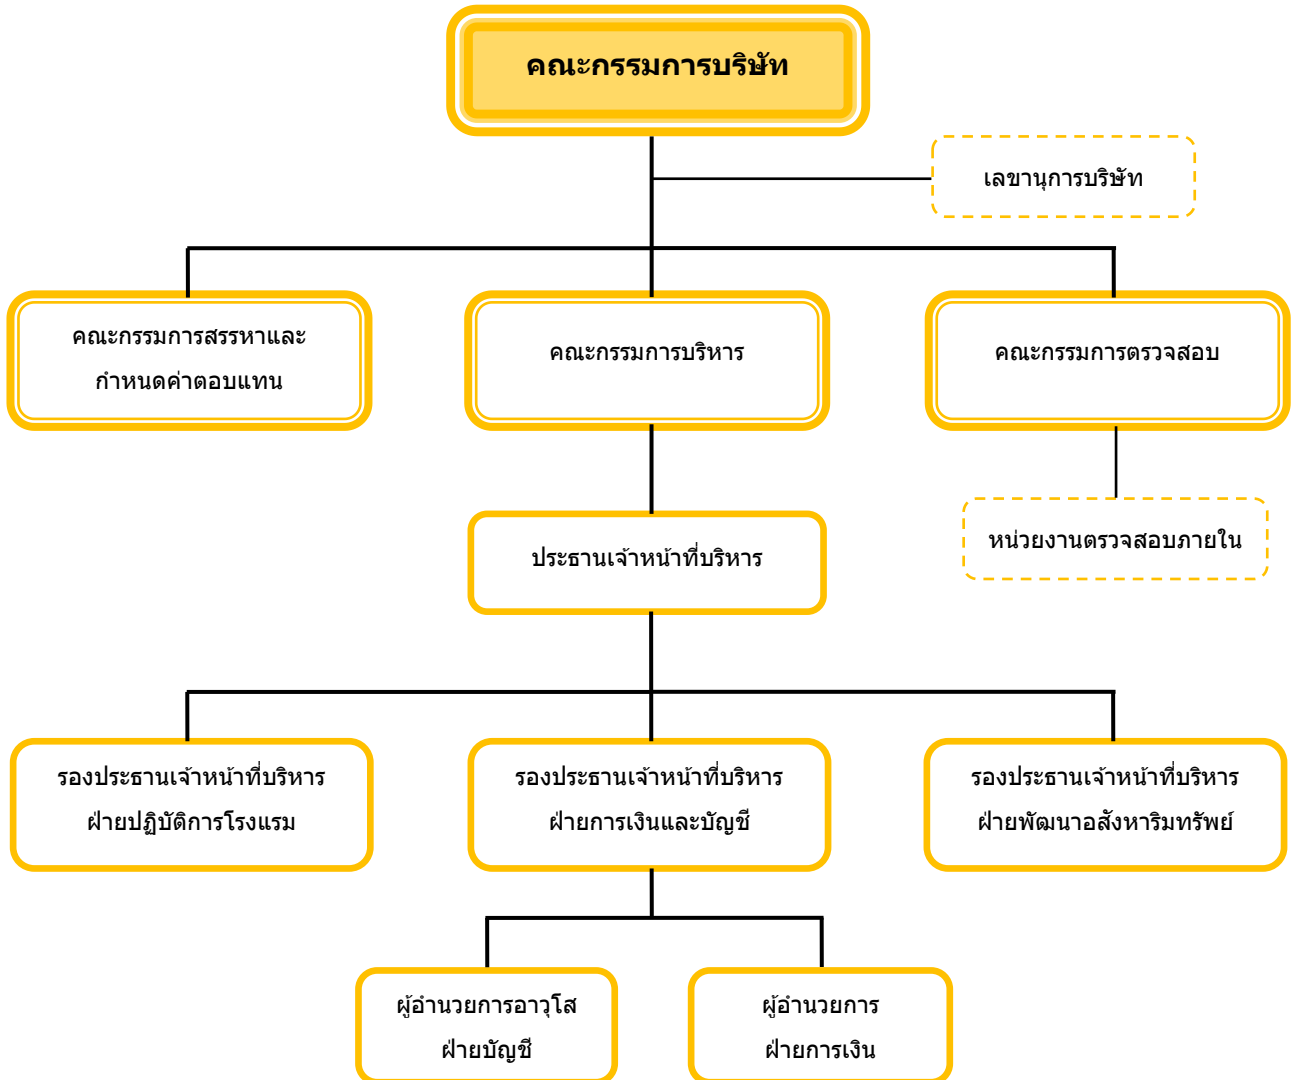 คณะกรรมการบริษัท
เลขานุการบริษัท
คณะกรรมการสรรหาและ
กำหนดค่าตอบแทน
คณะกรรมการบริหาร
คณะกรรมการตรวจสอบ
ประธานเจ้าหน้าที่บริหาร
หน่วยงานตรวจสอบภายใน
รองประธานเจ้าหน้าที่บริหาร
ฝ่ายปฏิบัติการโรงแรม
รองประธานเจ้าหน้าที่บริหาร
ฝ่ายการเงินและบัญชี
รองประธานเจ้าหน้าที่บริหาร
ฝ่ายพัฒนาอสังหาริมทรัพย์
ผู้อำนวยการอาวุโส
ฝ่ายบัญชี
ผู้อำนวยการ
ฝ่ายการเงิน